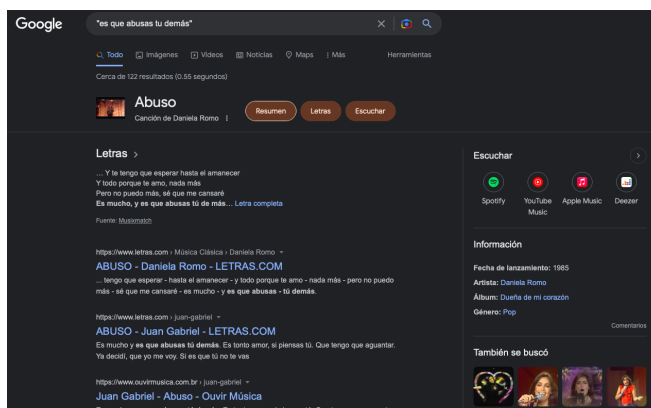 Google
"es que abusas tu demás"
Todo Imágenes Videos Noticias Maps Más Herramientas
Cerca de 122 resultados (0.55 segundos)
Abuso
Canción de Daniela Romo
Resumen Letras Escuchar
Letras
... Y te tengo que esperar hasta el amanecer
Y todo porque te amo, nada más
Pero no puedo más, sé que me cansaré
Es mucho, y es que abusas tú de más… Letra completa
Fuente: Musixmatch
https://www.letras.com › Música Clásica › Daniela Romo
ABUSO - Daniela Romo - LETRAS.COM
... tengo que esperar - hasta el amanecer - y todo porque te amo - nada más - pero no puedo
más - sé que me cansaré - es mucho - y es que abusas - tú demás.
https://www.letras.com › juan-gabriel
ABUSO - Juan Gabriel - LETRAS.COM
Es mucho y es que abusas tú demás. Es tonto amor, si piensas tú. Que tengo que aguantar.
Ya decidí, que yo me voy. Si es que tú no te vas
https://www.ouvirmusica.com.br › juan-gabriel
Juan Gabriel - Abuso - Ouvir Música
Escuchar
Spotify
YouTube Music
Apple Music
Deezer
Información
Fecha de lanzamiento: 1985
Artista: Daniela Romo
Álbum: Dueña de mi corazón
Género: Pop
Comentarios
También se buscó